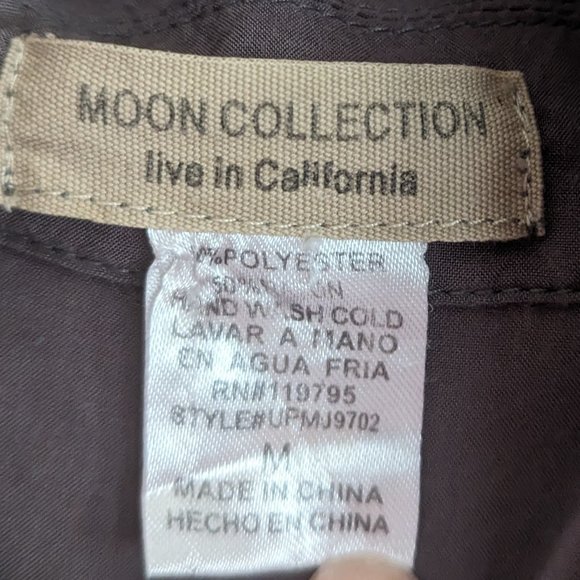 MOON COLLECTION
live in California
%POLYESTER
HAND WASH COLD
LAVAR A MANO
EN AGUA FRIA
RN#119795
STYLE#UPMJ9702
M
MADE IN CHINA
HECHO EN CHINA